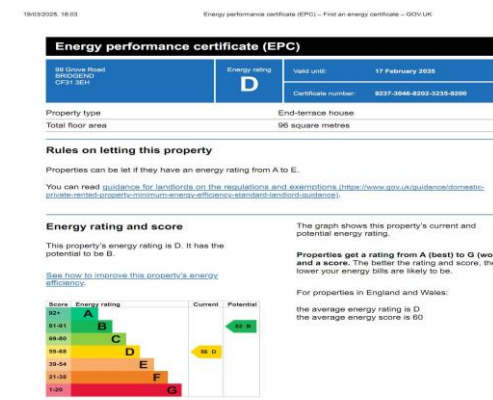 19/03/2025, 16:03
Energy performance certificate (EPC) – Find an energy certificate – GOV.UK
Energy performance certificate (EPC)
BRIDGEND
CF31 3EH
Energy rating
D
Valid until:
17 February 2035
Certificate number:
9237-3046-8202-3235-8200
Property type
End-terrace house
Total floor area
96 square metres
Rules on letting this property
Properties can be let if they have an energy rating from A to E.
You can read guidance for landlords on the regulations and exemptions (https://www.gov.uk/guidance/domestic-
private-rented-property-minimum-energy-efficiency-standard-landlord-guidance).
Energy rating and score
This property's energy rating is D. It has the
potential to be B.
See how to improve this property's energy
efficiency.
Score Energy rating Current Potential
92+ A
81-91 B 82 B
69-80 C
55-68 D 56 D
39-54 E
21-38 F
1-20 G
The graph shows this property's current and
potential energy rating.
Properties get a rating from A (best) to G (wo
and a score. The better the rating and score, the
lower your energy bills are likely to be.
For properties in England and Wales:
the average energy rating is D
the average energy score is 60